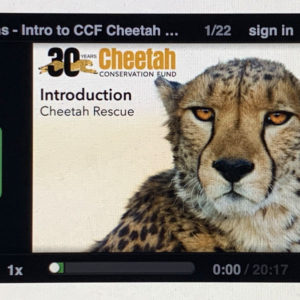 ns - Intro to CCF Cheetah ... 1/22 sign in
30 YEARS Cheetah
CONSERVATION FUND
Introduction
Cheetah Rescue
1x 0:00 / 20:17